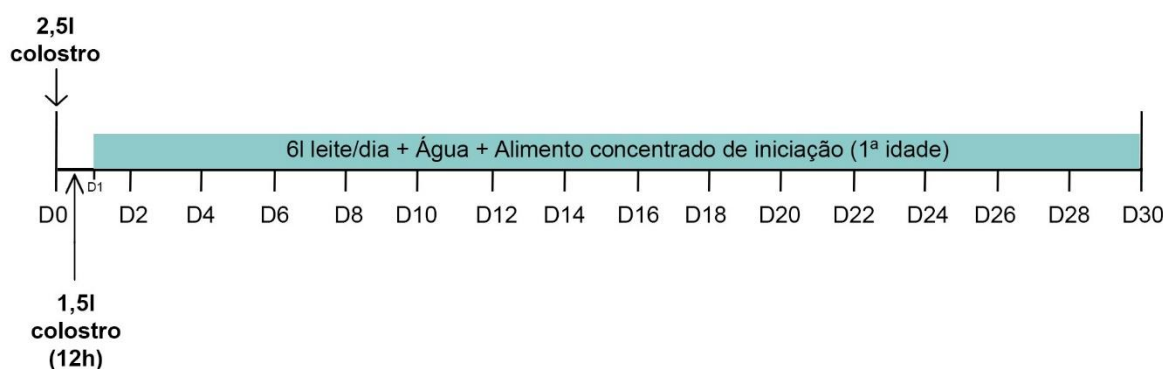 2,5l
colostro
6l leite/dia + Água + Alimento concentrado de iniciação (1ª idade)
D1
D0 D2 D4 D6 D8 D10 D12 D14 D16 D18 D20 D22 D24 D26 D28 D30
1,5l
colostro
(12h)